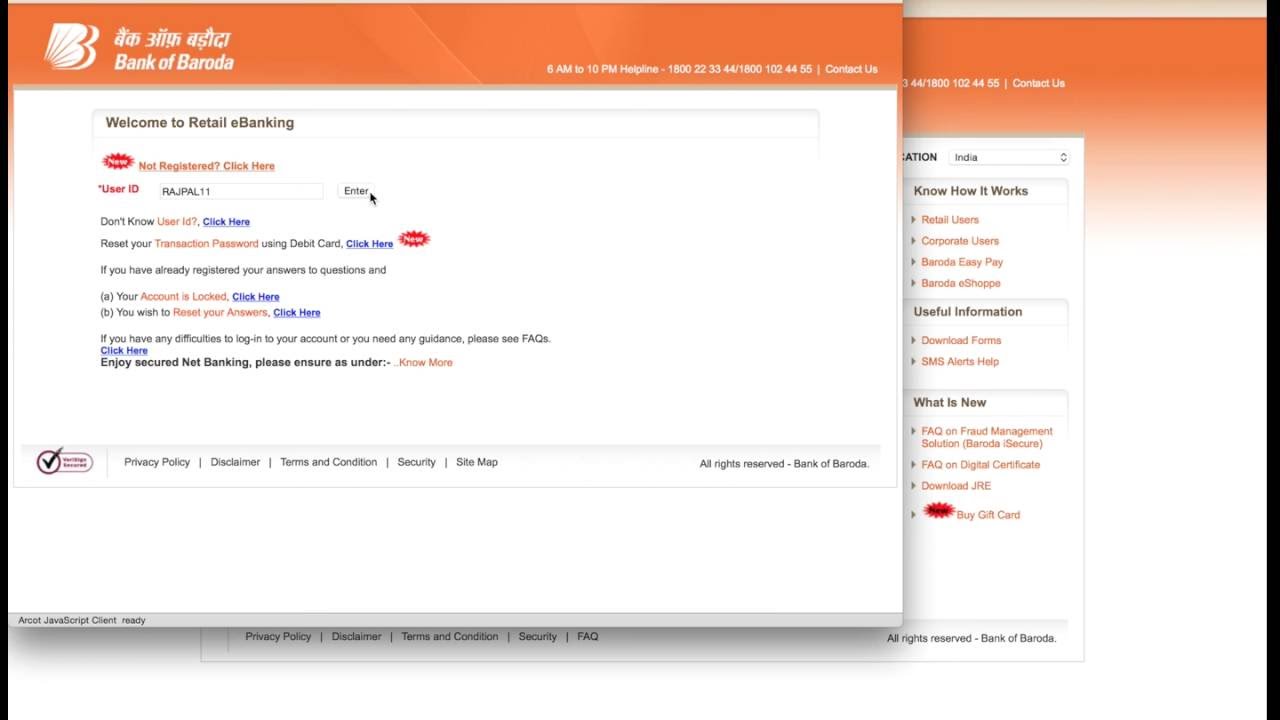 बैंक ऑफ़ बड़ौदा
Bank of Baroda
6 AM to 10 PM Helpline - 1800 22 33 44/1800 102 44 55 | Contact Us
Welcome to Retail eBanking
New Not Registered? Click Here
*User ID RAJPAL11 Enter
Don't Know User Id?, Click Here
Reset your Transaction Password using Debit Card, Click Here New
If you have already registered your answers to questions and
(a) Your Account is Locked, Click Here
(b) You wish to Reset your Answers, Click Here
If you have any difficulties to log-in to your account or you need any guidance, please see FAQs.
Click Here
Enjoy secured Net Banking, please ensure as under:- ..Know More
VeriSign
Secured
Privacy Policy | Disclaimer | Terms and Condition | Security | Site Map
All rights reserved - Bank of Baroda.
Arcot JavaScript Client ready
3 44/1800 102 44 55 | Contact Us
CATION India
Know How It Works
Retail Users
Corporate Users
Baroda Easy Pay
Baroda eShoppe
Useful Information
Download Forms
SMS Alerts Help
What Is New
FAQ on Fraud Management
Solution (Baroda iSecure)
FAQ on Digital Certificate
Download JRE
New Buy Gift Card
Privacy Policy | Disclaimer | Terms and Condition | Security | FAQ
All rights reserved - Bank of Baroda.